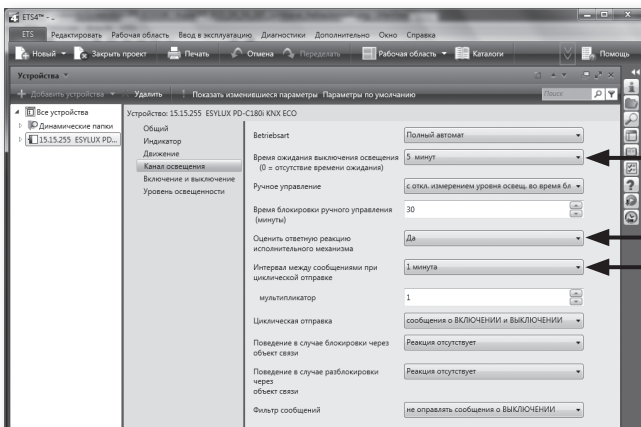 ETS4™ - ..
ETS Редактировать Рабочая область Ввод в эксплуатацию Диагностики Дополнительно Окно Справка
Новый Закрыть проект Печать Отмена Переделать Рабочая область Каталоги Помощь
Устройства
Добавить устройства Удалить Показать изменившиеся параметры Параметры по умолчанию Поиск
Все устройства
Динамические папки
15.15.255 ESYLUX PD...
Устройство: 15.15.255 ESYLUX PD-C180i KNX ECO
Общий
Индикатор
Движение
Канал освещения
Включение и выключение
Уровень освещенности
Betriebsart
Полный автомат
Время ожидания выключения освещения
(0 = отсутствие времени ожидания)
5 минут
Ручное управление
с откл. измерением уровня освещ. во время бл
Время блокировки ручного управления
(минуты)
30
Оценить ответную реакцию
исполнительного механизма
Да
Интервал между сообщениями при
циклической отправке
1 минута
мультипликатор
1
Циклическая отправка
сообщения о ВКЛЮЧЕНИИ и ВЫКЛЮЧЕНИИ
Поведение в случае блокировки через
объект связи
Реакция отсутствует
Поведение в случае разблокировки
через
объект связи
Реакция отсутствует
Фильтр сообщений
не оправлять сообщения о ВЫКЛЮЧЕНИИ